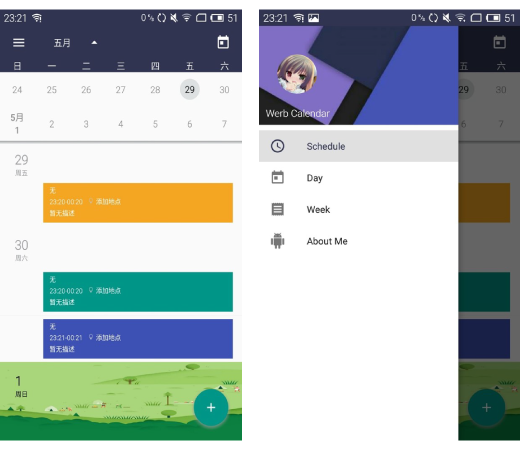 23:21
0 % 51
五月
日 一 二 三 四 五 六
24 25 26 27 28 29 30
5月
1 2 3 4 5 6 7
29
周五
无
23:20-00:20 添加地点
暂无描述
30
周六
无
23:20-00:20 添加地点
暂无描述
无
23:21-00:21 添加地点
暂无描述
1
周日
+
23:21
0 % 51
五 六
29 30
6 7
Werb Calendar
Schedule
Day
Week
About Me
+